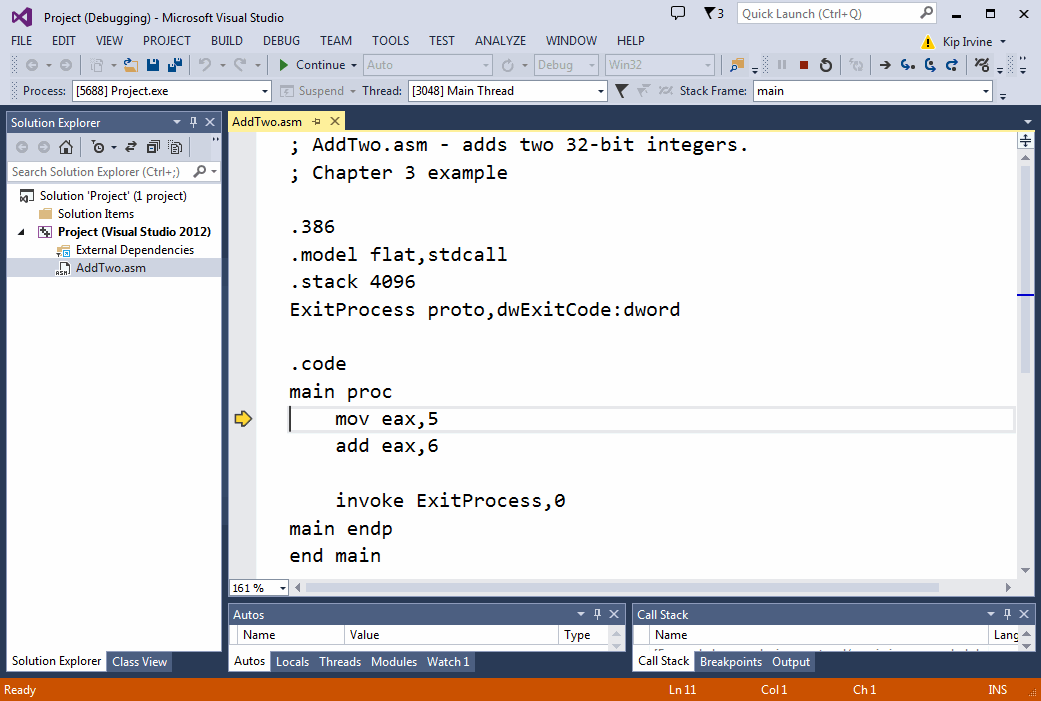 Project (Debugging) - Microsoft Visual Studio
3
Quick Launch (Ctrl+Q)
FILE EDIT VIEW PROJECT BUILD DEBUG TEAM TOOLS TEST ANALYZE WINDOW HELP
Kip Irvine
Continue Auto Debug Win32
Process: [5688] Project.exe Suspend Thread: [3048] Main Thread Stack Frame: main
Solution Explorer
Search Solution Explorer (Ctrl+;)
Solution 'Project' (1 project)
Solution Items
Project (Visual Studio 2012)
External Dependencies
AddTwo.asm
Solution Explorer Class View
AddTwo.asm
; AddTwo.asm - adds two 32-bit integers.
; Chapter 3 example
.386
.model flat,stdcall
.stack 4096
ExitProcess proto,dwExitCode:dword
.code
main proc
mov eax,5
add eax,6
invoke ExitProcess,0
main endp
end main
161 %
Autos
Name Value Type
Autos Locals Threads Modules Watch 1
Call Stack
Name Lang
Call Stack Breakpoints Output
Ready Ln 11 Col 1 Ch 1 INS